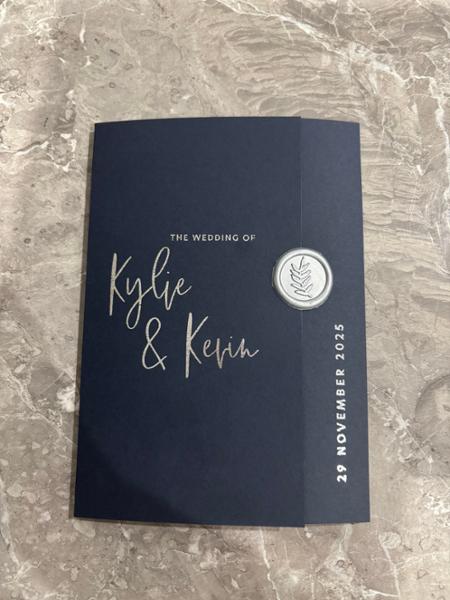 THE WEDDING OF
Kylie
& Kevin
29 NOVEMBER 2025